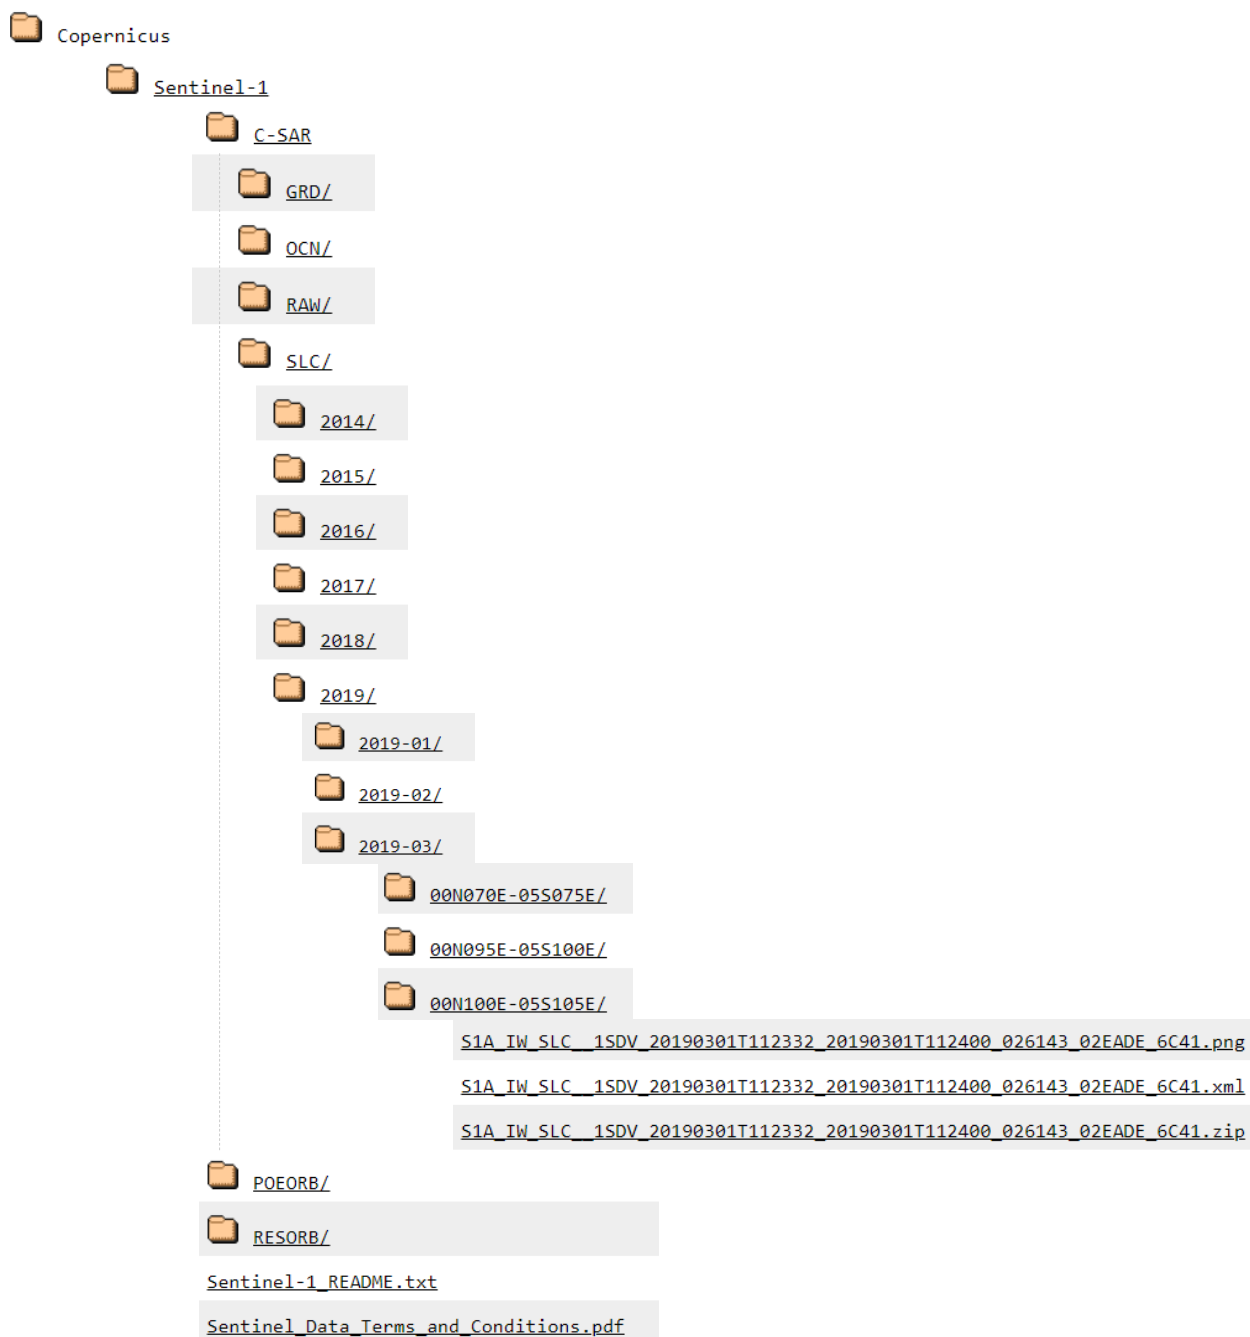 Copernicus
Sentinel-1
C-SAR
GRD/
OCN/
RAW/
SLC/
2014/
2015/
2016/
2017/
2018/
2019/
2019-01/
2019-02/
2019-03/
00N070E-05S075E/
00N095E-05S100E/
00N100E-05S105E/
S1A_IW_SLC__1SDV_20190301T112332_20190301T112400_026143_02EADE_6C41.png
S1A_IW_SLC__1SDV_20190301T112332_20190301T112400_026143_02EADE_6C41.xml
S1A_IW_SLC__1SDV_20190301T112332_20190301T112400_026143_02EADE_6C41.zip
POEORB/
RESORB/
Sentinel-1_README.txt
Sentinel_Data_Terms_and_Conditions.pdf